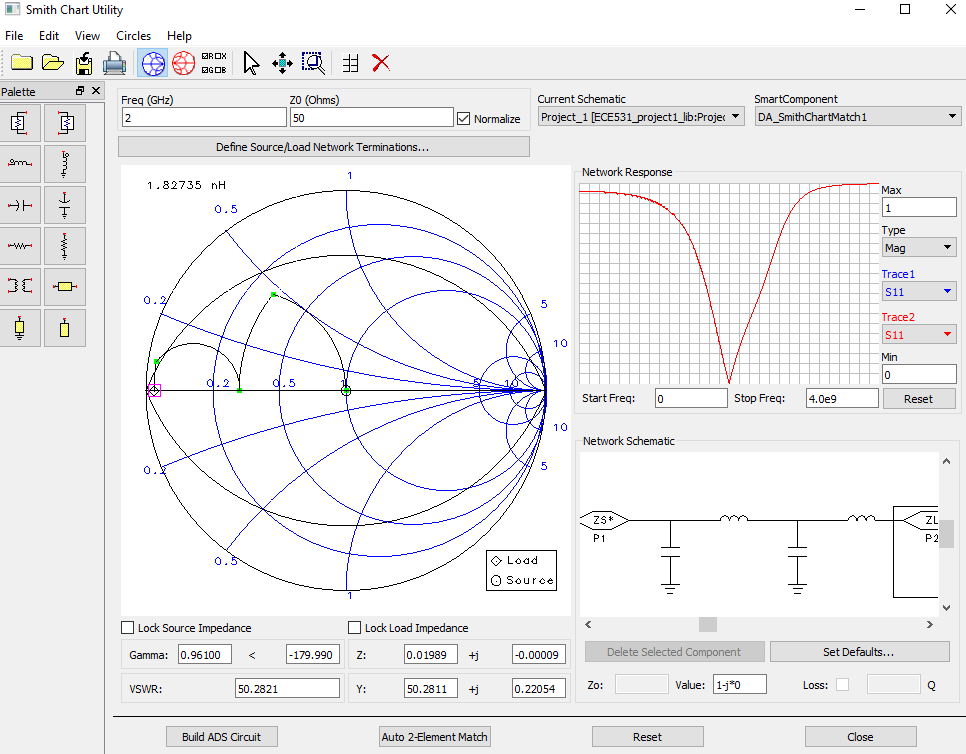 Smith Chart Utility
File Edit View Circles Help
Palette
Freq (GHz)
Z0 (Ohms)
2
50
Normalize
Define Source/Load Network Terminations...
Current Schematic
SmartComponent
Project_1 [ECE531_project1_lib:Projec
DA_SmithChartMatch1
1.82735 nH
1
0.5
0.2
5
10
0.2 0.5 1 5 10
10
5
0.2
0.5
1
Load
Source
Network Response
Max
1
Type
Mag
Trace1
S11
Trace2
S11
Min
0
Start Freq: 0 Stop Freq: 4.0e9 Reset
Network Schematic
ZS*
P1
ZL
P2
Delete Selected Component
Set Defaults...
Zo: Value: 1-j*0 Loss: Q
Lock Source Impedance
Lock Load Impedance
Gamma: 0.96100 < -179.990
Z: 0.01989 +j -0.00009
VSWR: 50.2821
Y: 50.2811 +j 0.22054
Build ADS Circuit
Auto 2-Element Match
Reset
Close